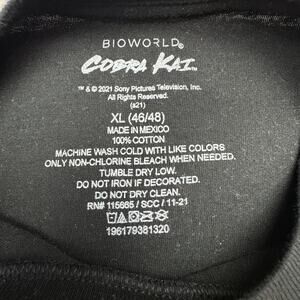 BIOWORLD®
COBRA KAI™
™ & © 2021 Sony Pictures Television, Inc.
All Rights Reserved.
(s21)
XL (46/48)
MADE IN MEXICO
100% COTTON
MACHINE WASH COLD WITH LIKE COLORS
ONLY NON-CHLORINE BLEACH WHEN NEEDED.
TUMBLE DRY LOW.
DO NOT IRON IF DECORATED.
DO NOT DRY CLEAN.
RN# 115665 / SCC / 11-21
196179381320